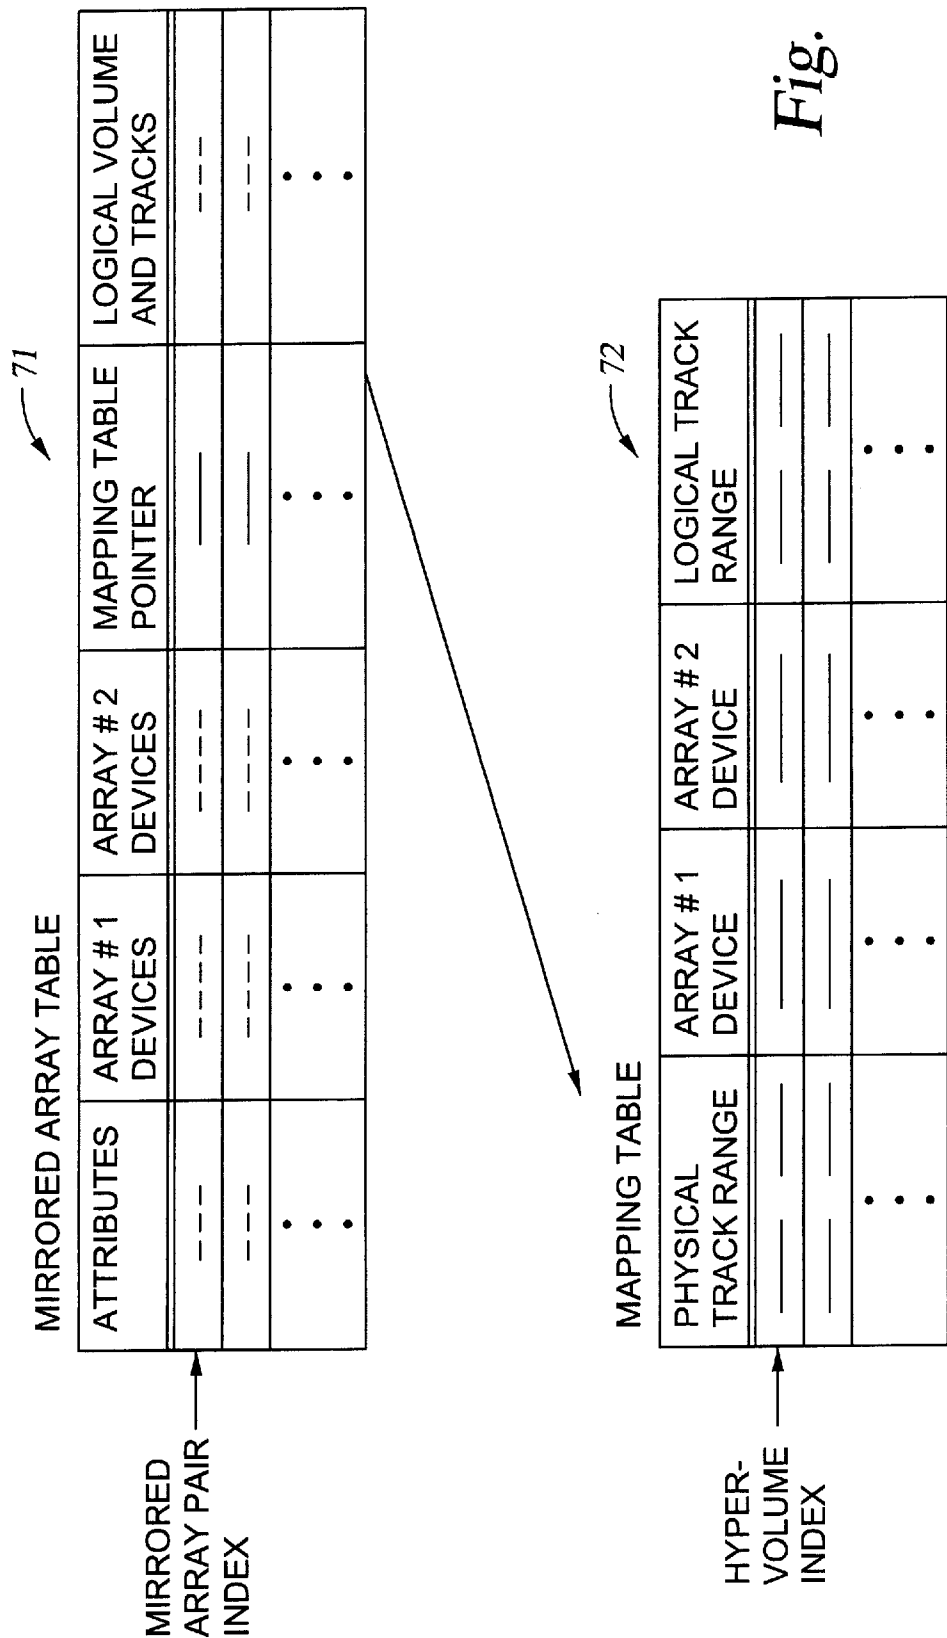 MIRRORED ARRAY TABLE
71
ATTRIBUTES
ARRAY # 1
DEVICES
ARRAY # 2
DEVICES
MAPPING TABLE
POINTER
LOGICAL VOLUME
AND TRACKS
MIRRORED
ARRAY PAIR
INDEX
MAPPING TABLE
72
PHYSICAL
TRACK RANGE
ARRAY # 1
DEVICE
ARRAY # 2
DEVICE
LOGICAL TRACK
RANGE
HYPER-
VOLUME
INDEX
Fig.